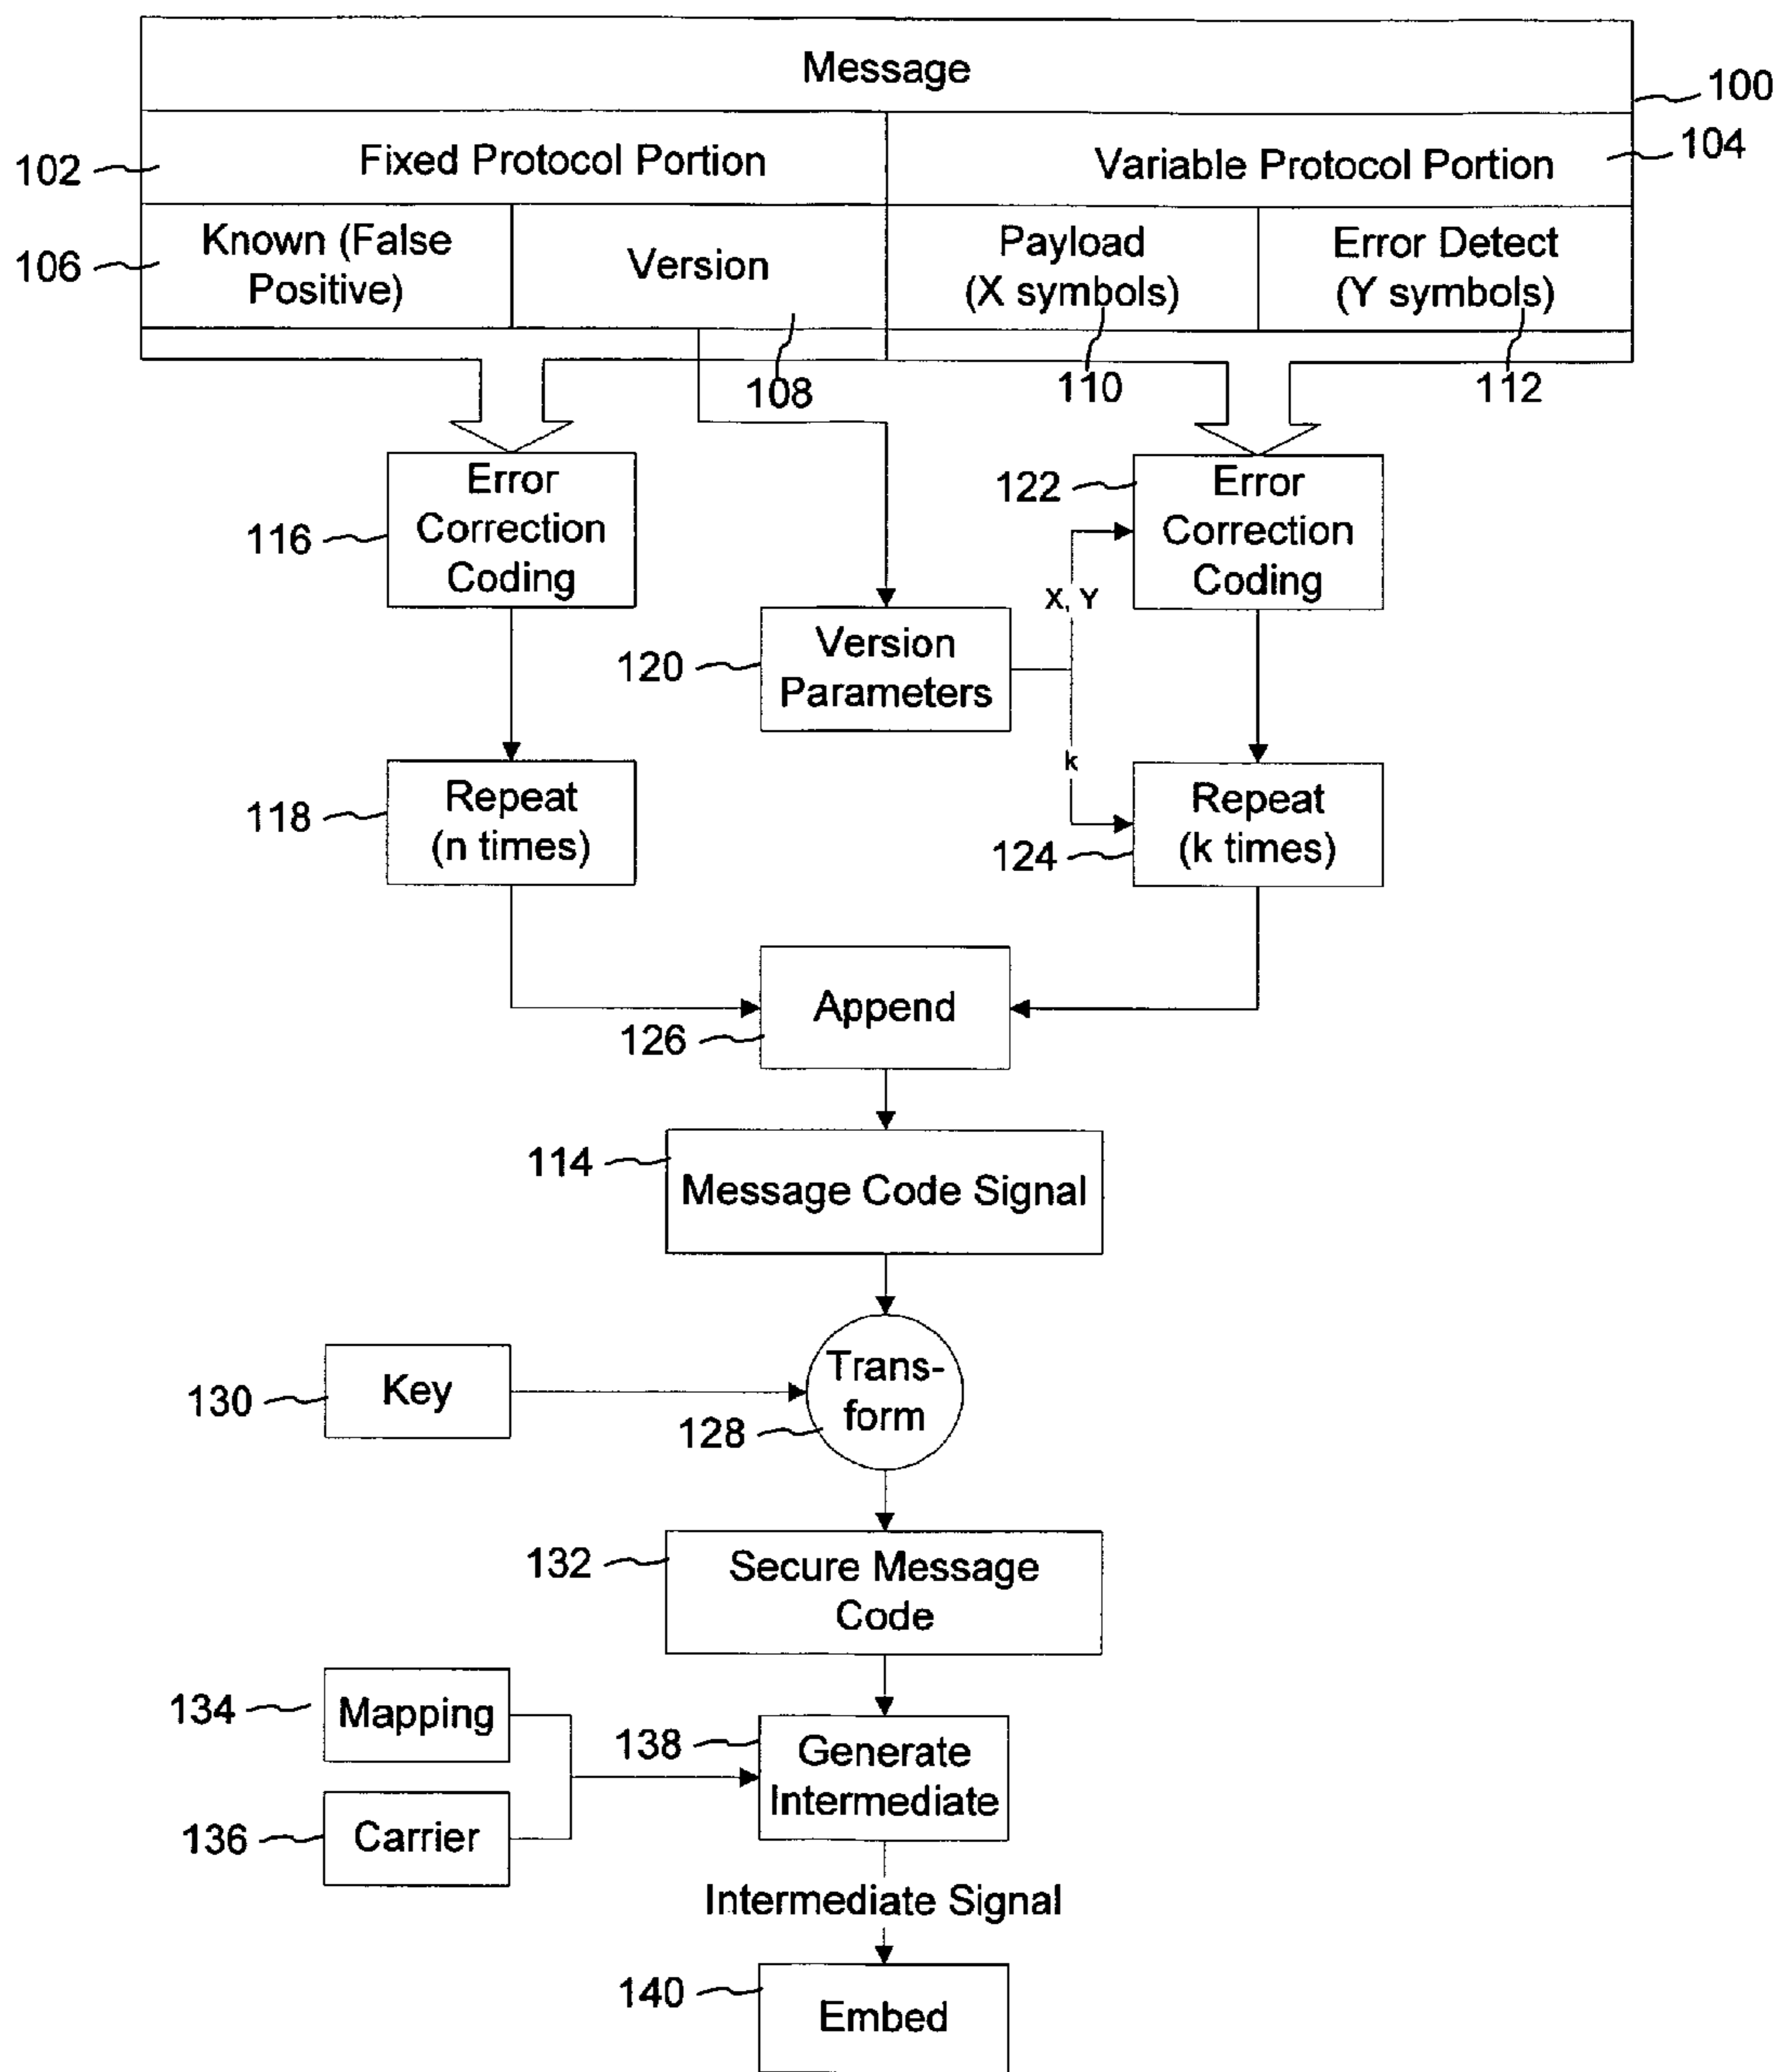 Message
100
102
Fixed Protocol Portion
Variable Protocol Portion
104
106
Known (False
Positive)
Version
Payload
(X symbols)
Error Detect
(Y symbols)
108
110
112
116
Error
Correction
Coding
122
Error
Correction
Coding
X, Y
120
Version
Parameters
k
118
Repeat
(n times)
124
Repeat
(k times)
126
Append
114
Message Code Signal
130
Key
Trans-
form
128
132
Secure Message
Code
134
Mapping
138
Generate
Intermediate
136
Carrier
Intermediate Signal
140
Embed